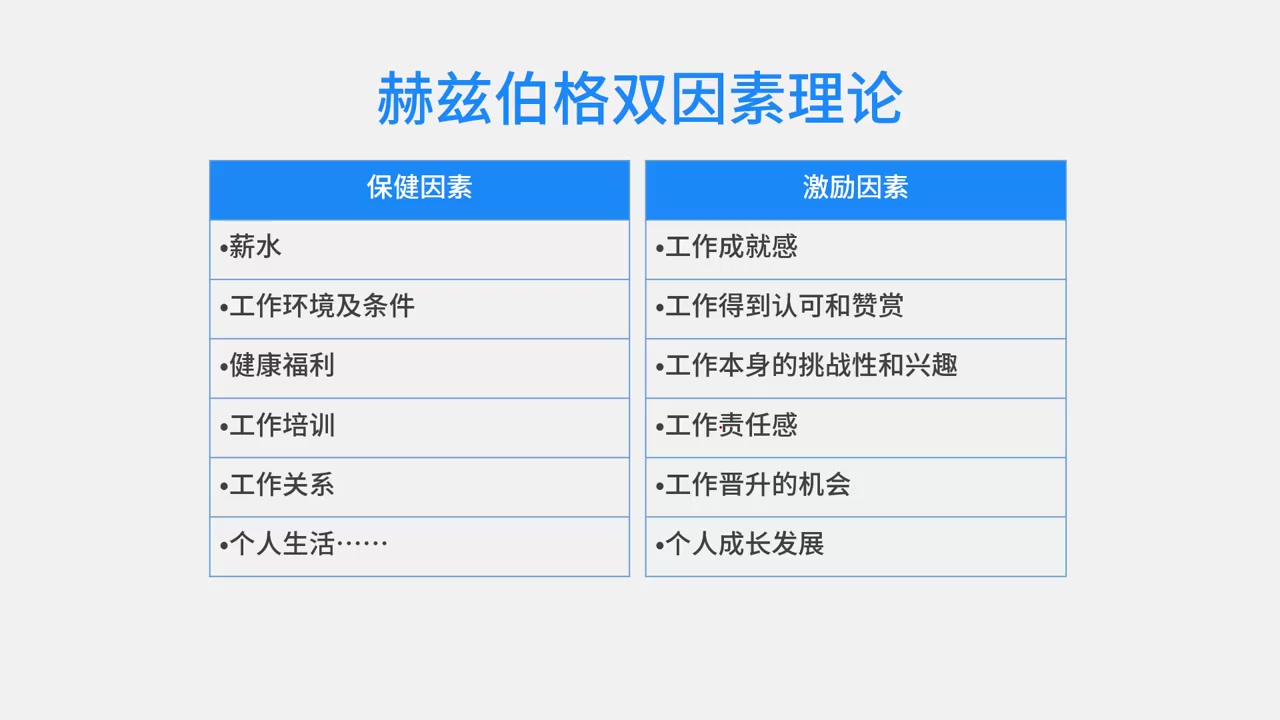 赫兹伯格双因素理论
保健因素
•薪水
•工作环境及条件
•健康福利
•工作培训
•工作关系
•个人生活……
激励因素
•工作成就感
•工作得到认可和赞赏
•工作本身的挑战性和兴趣
•工作责任感
•工作晋升的机会
•个人成长发展